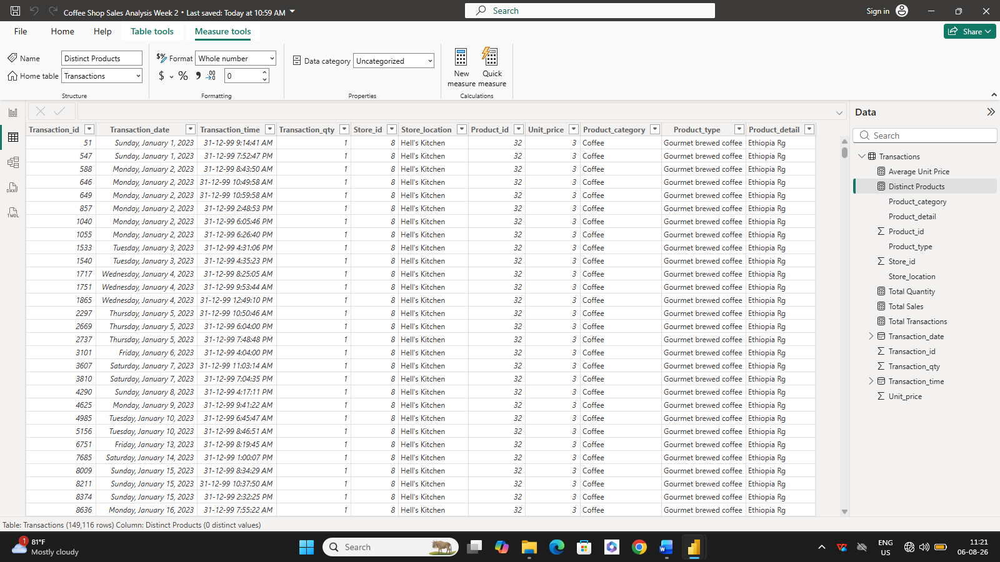 Coffee Shop Sales Analysis Week 2 • Last saved: Today at 10:59 AM
Search
Sign in
File Home Help Table tools Measure tools
Share
Name Distinct Products
Home table Transactions
Structure
$% Format Whole number
$ % 9 .00 0
Formatting
Data category Uncategorized
Properties
New measure
Quick measure
Calculations
Transaction_id Transaction_date Transaction_time Transaction_qty Store_id Store_location Product_id Unit_price Product_category Product_type Product_detail
51 Sunday, January 1, 2023 31-12-99 9:14:41 AM 1 8 Hell's Kitchen 32 3 Coffee Gourmet brewed coffee Ethiopia Rg
547 Sunday, January 1, 2023 31-12-99 7:52:47 PM 1 8 Hell's Kitchen 32 3 Coffee Gourmet brewed coffee Ethiopia Rg
588 Monday, January 2, 2023 31-12-99 8:43:50 AM 1 8 Hell's Kitchen 32 3 Coffee Gourmet brewed coffee Ethiopia Rg
646 Monday, January 2, 2023 31-12-99 10:49:58 AM 1 8 Hell's Kitchen 32 3 Coffee Gourmet brewed coffee Ethiopia Rg
649 Monday, January 2, 2023 31-12-99 10:59:58 AM 1 8 Hell's Kitchen 32 3 Coffee Gourmet brewed coffee Ethiopia Rg
857 Monday, January 2, 2023 31-12-99 2:48:53 PM 1 8 Hell's Kitchen 32 3 Coffee Gourmet brewed coffee Ethiopia Rg
1040 Monday, January 2, 2023 31-12-99 6:05:46 PM 1 8 Hell's Kitchen 32 3 Coffee Gourmet brewed coffee Ethiopia Rg
1055 Monday, January 2, 2023 31-12-99 6:26:40 PM 1 8 Hell's Kitchen 32 3 Coffee Gourmet brewed coffee Ethiopia Rg
1533 Tuesday, January 3, 2023 31-12-99 4:31:06 PM 1 8 Hell's Kitchen 32 3 Coffee Gourmet brewed coffee Ethiopia Rg
1540 Tuesday, January 3, 2023 31-12-99 4:35:23 PM 1 8 Hell's Kitchen 32 3 Coffee Gourmet brewed coffee Ethiopia Rg
1717 Wednesday, January 4, 2023 31-12-99 8:25:05 AM 1 8 Hell's Kitchen 32 3 Coffee Gourmet brewed coffee Ethiopia Rg
1751 Wednesday, January 4, 2023 31-12-99 9:53:44 AM 1 8 Hell's Kitchen 32 3 Coffee Gourmet brewed coffee Ethiopia Rg
1865 Wednesday, January 4, 2023 31-12-99 12:49:10 PM 1 8 Hell's Kitchen 32 3 Coffee Gourmet brewed coffee Ethiopia Rg
2297 Thursday, January 5, 2023 31-12-99 10:50:46 AM 1 8 Hell's Kitchen 32 3 Coffee Gourmet brewed coffee Ethiopia Rg
2669 Thursday, January 5, 2023 31-12-99 6:04:00 PM 1 8 Hell's Kitchen 32 3 Coffee Gourmet brewed coffee Ethiopia Rg
2737 Thursday, January 5, 2023 31-12-99 7:48:48 PM 1 8 Hell's Kitchen 32 3 Coffee Gourmet brewed coffee Ethiopia Rg
3101 Friday, January 6, 2023 31-12-99 4:04:00 PM 1 8 Hell's Kitchen 32 3 Coffee Gourmet brewed coffee Ethiopia Rg
3607 Saturday, January 7, 2023 31-12-99 11:03:14 AM 1 8 Hell's Kitchen 32 3 Coffee Gourmet brewed coffee Ethiopia Rg
3810 Saturday, January 7, 2023 31-12-99 7:04:35 PM 1 8 Hell's Kitchen 32 3 Coffee Gourmet brewed coffee Ethiopia Rg
4290 Sunday, January 8, 2023 31-12-99 4:17:11 PM 1 8 Hell's Kitchen 32 3 Coffee Gourmet brewed coffee Ethiopia Rg
4625 Monday, January 9, 2023 31-12-99 9:41:22 AM 1 8 Hell's Kitchen 32 3 Coffee Gourmet brewed coffee Ethiopia Rg
4985 Tuesday, January 10, 2023 31-12-99 6:45:47 AM 1 8 Hell's Kitchen 32 3 Coffee Gourmet brewed coffee Ethiopia Rg
5156 Tuesday, January 10, 2023 31-12-99 8:46:51 AM 1 8 Hell's Kitchen 32 3 Coffee Gourmet brewed coffee Ethiopia Rg
6751 Friday, January 13, 2023 31-12-99 8:19:45 AM 1 8 Hell's Kitchen 32 3 Coffee Gourmet brewed coffee Ethiopia Rg
7685 Saturday, January 14, 2023 31-12-99 1:00:07 PM 1 8 Hell's Kitchen 32 3 Coffee Gourmet brewed coffee Ethiopia Rg
8009 Sunday, January 15, 2023 31-12-99 8:34:29 AM 1 8 Hell's Kitchen 32 3 Coffee Gourmet brewed coffee Ethiopia Rg
8211 Sunday, January 15, 2023 31-12-99 10:37:50 AM 1 8 Hell's Kitchen 32 3 Coffee Gourmet brewed coffee Ethiopia Rg
8374 Sunday, January 15, 2023 31-12-99 2:32:25 PM 1 8 Hell's Kitchen 32 3 Coffee Gourmet brewed coffee Ethiopia Rg
8636 Monday, January 16, 2023 31-12-99 7:55:22 AM 1 8 Hell's Kitchen 32 3 Coffee Gourmet brewed coffee Ethiopia Rg
DAX
TMDL
Data
Search
Transactions
Average Unit Price
Distinct Products
Product_category
Product_detail
Product_id
Product_type
Store_id
Store_location
Total Quantity
Total Sales
Total Transactions
Transaction_date
Transaction_id
Transaction_qty
Transaction_time
Unit_price
Table: Transactions (149,116 rows) Column: Distinct Products (0 distinct values)
1
81°F
Mostly cloudy
Search
ENG
US
11:21
06-08-26